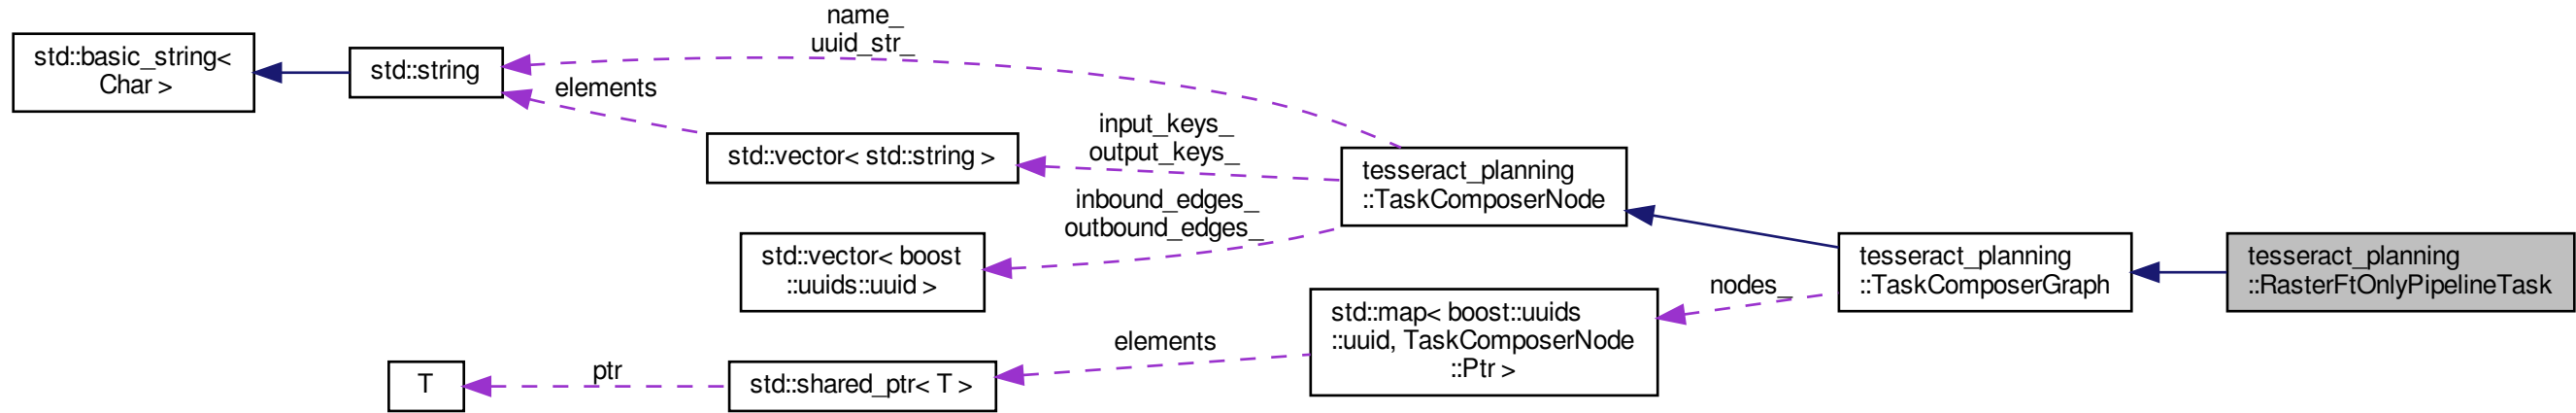 std::basic_string<
Char >
std::string
name_
uuid_str_
elements
std::vector< std::string >
input_keys_
output_keys_
inbound_edges_
outbound_edges_
std::vector< boost
::uuids::uuid >
tesseract_planning
::TaskComposerNode
tesseract_planning
::TaskComposerGraph
tesseract_planning
::RasterFtOnlyPipelineTask
nodes_
std::map< boost::uuids
::uuid, TaskComposerNode
::Ptr >
elements
std::shared_ptr< T >
ptr
T